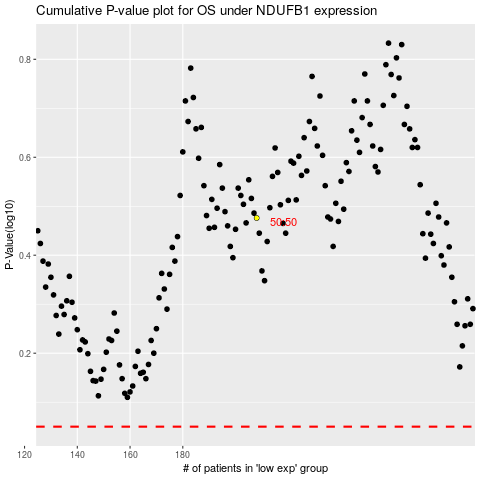 Cumulative P-value plot for OS under NDUFB1 expression
P-Value(log10)
0.8
0.6
0.4
0.2
50:50
120 140 160 180
# of patients in 'low exp' group